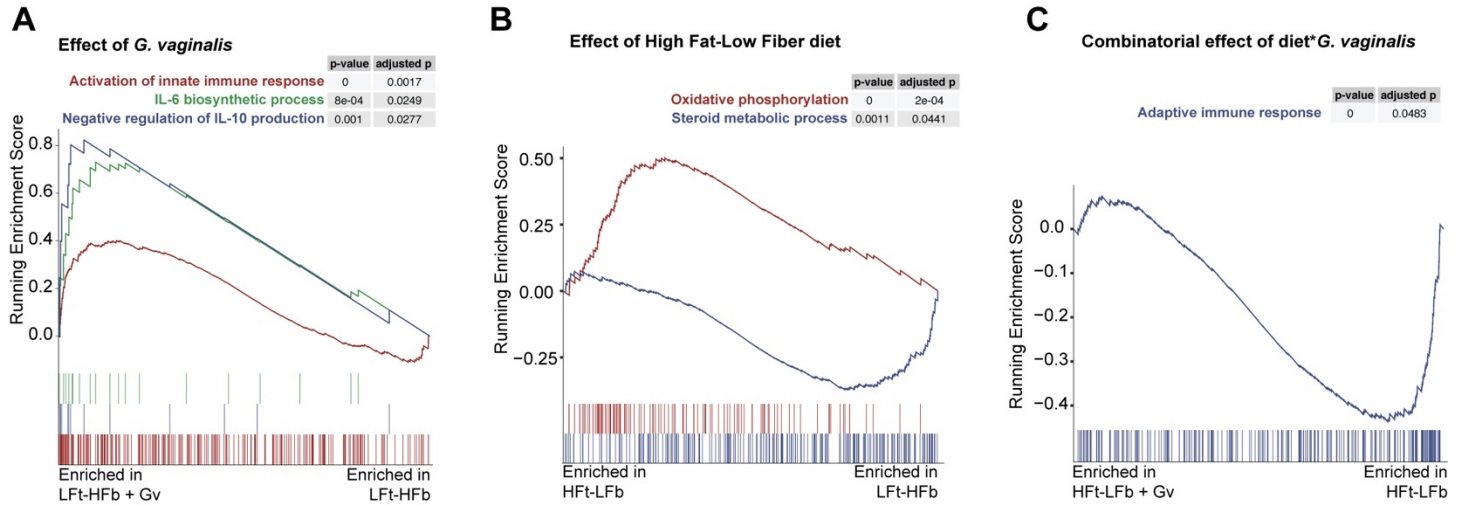 A
Effect of G. vaginalis
p-value adjusted p
Activation of innate immune response 0 0.0017
IL-6 biosynthetic process 8e-04 0.0249
Negative regulation of IL-10 production 0.001 0.0277
Running Enrichment Score
0.8
0.6
0.4
0.2
0.0
Enriched in
LFt-HFb + Gv
Enriched in
LFt-HFb
B
Effect of High Fat-Low Fiber diet
p-value adjusted p
Oxidative phosphorylation 0 2e-04
Steroid metabolic process 0.0011 0.0441
Running Enrichment Score
0.50
0.25
0.00
−0.25
Enriched in
HFt-LFb
Enriched in
LFt-HFb
C
Combinatorial effect of diet*G. vaginalis
p-value adjusted p
Adaptive immune response 0 0.0483
Running Enrichment Score
0.0
−0.1
−0.2
−0.3
−0.4
Enriched in
HFt-LFb + Gv
Enriched in
HFt-LFb